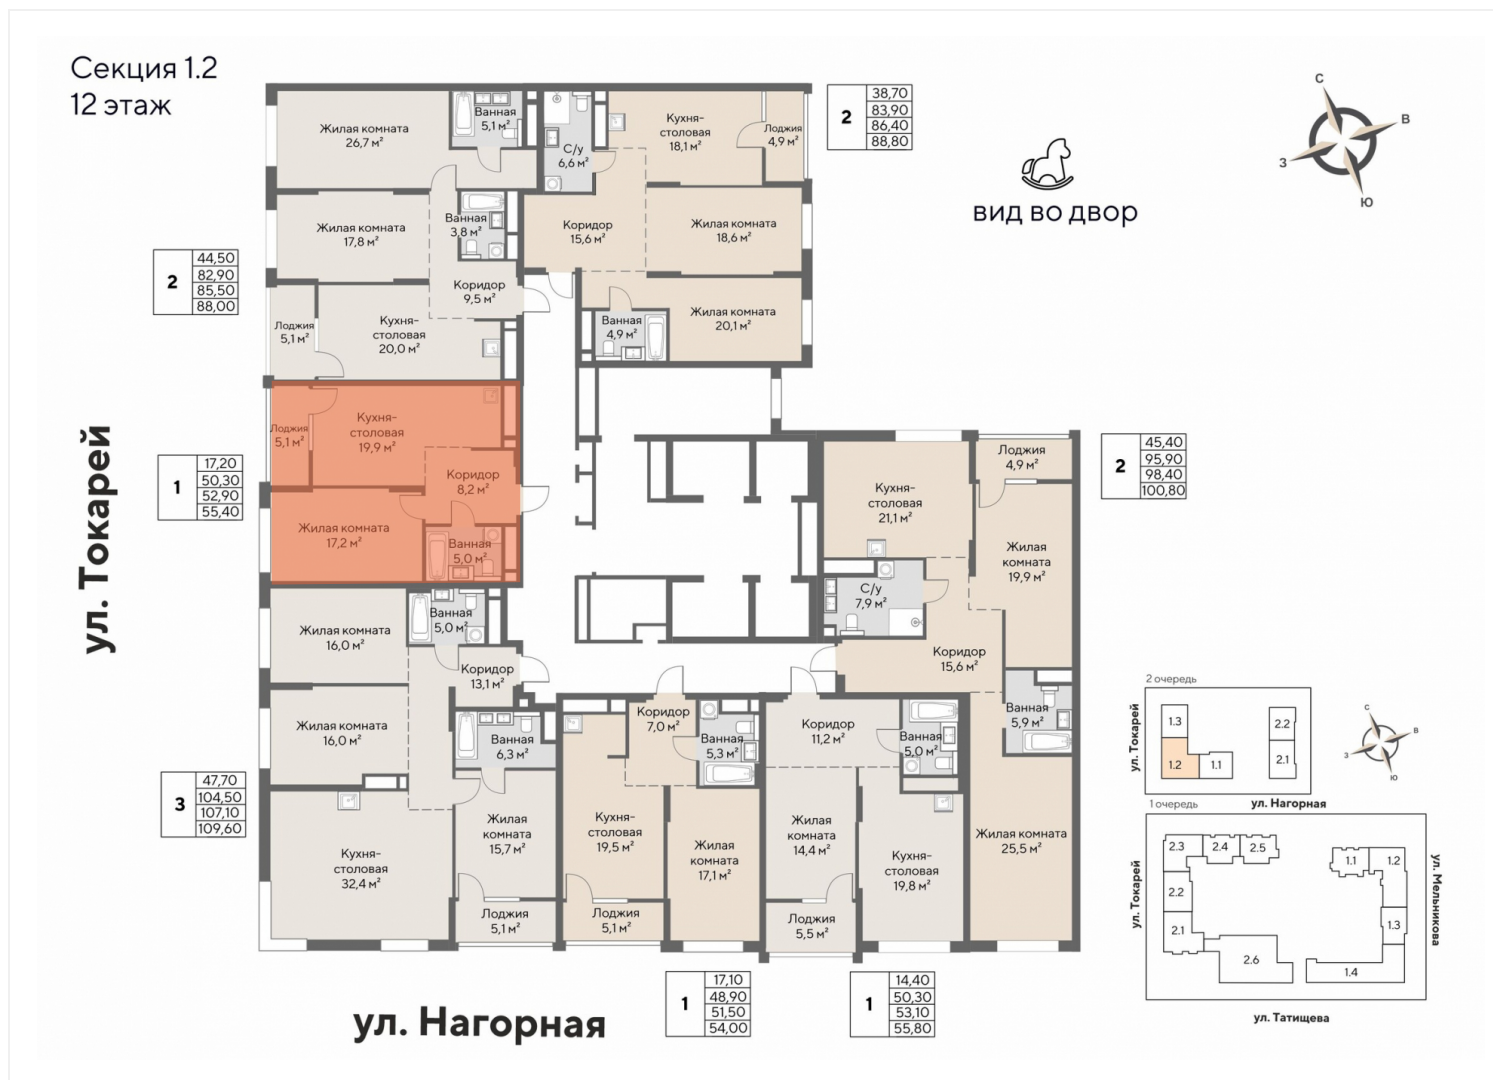 Секция 1.2
12 этаж
С
В
З
Ю
вид во двор
2
38,70
83,90
86,40
88,80
Жилая комната
26,7 м²
Ванная
5,1 м²
С/у
6,6 м²
Кухня-
столовая
18,1 м²
Лоджия
4,9 м²
Жилая комната
17,8 м²
Ванная
3,8 м²
Коридор
15,6 м²
Жилая комната
18,6 м²
2
44,50
82,90
85,50
88,00
Коридор
9,5 м²
Лоджия
5,1 м²
Кухня-
столовая
20,0 м²
Ванная
4,9 м²
Жилая комната
20,1 м²
ул. Токарей
1
17,20
50,30
52,90
55,40
Лоджия
5,1 м²
Кухня-
столовая
19,9 м²
Коридор
8,2 м²
Жилая комната
17,2 м²
Ванная
5,0 м²
2
45,40
95,90
98,40
100,80
Лоджия
4,9 м²
Кухня-
столовая
21,1 м²
Жилая
комната
19,9 м²
С/у
7,9 м²
Коридор
15,6 м²
Ванная
5,9 м²
Жилая комната
25,5 м²
Ванная
5,0 м²
Жилая комната
16,0 м²
Коридор
13,1 м²
Жилая комната
16,0 м²
Ванная
6,3 м²
3
47,70
104,50
107,10
109,60
Кухня-
столовая
32,4 м²
Жилая
комната
15,7 м²
Лоджия
5,1 м²
Коридор
7,0 м²
Ванная
5,3 м²
Кухня-
столовая
19,5 м²
Жилая
комната
17,1 м²
Лоджия
5,1 м²
Коридор
11,2 м²
Ванная
5,0 м²
Жилая
комната
14,4 м²
Кухня-
столовая
19,8 м²
Лоджия
5,5 м²
1
17,10
48,90
51,50
54,00
1
14,40
50,30
53,10
55,80
ул. Нагорная
2 очередь
ул. Токарей
1.3
1.2
1.1
2.2
2.1
С
В
З
Ю
1 очередь
ул. Нагорная
ул. Токарей
2.3
2.4
2.5
2.2
2.1
2.6
1.1
1.2
1.3
1.4
ул. Мельникова
ул. Татищева